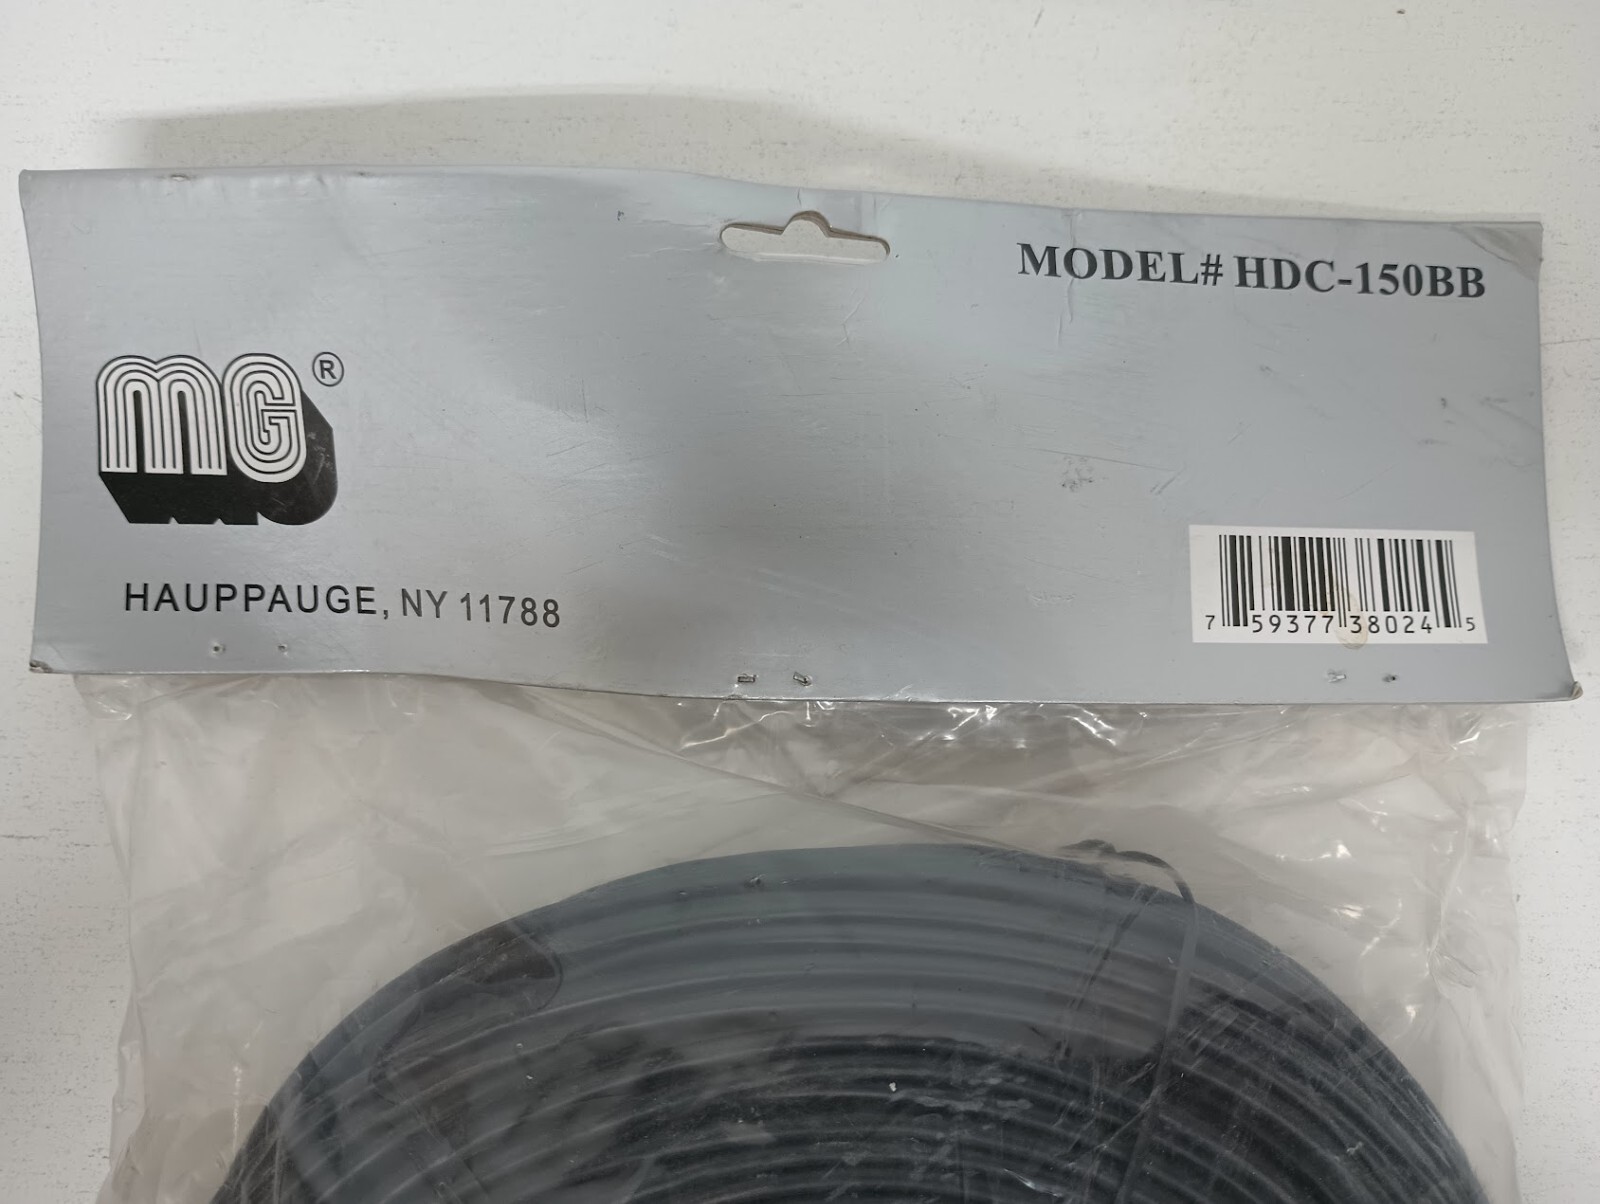 MODEL# HDC-150BB
mG®
HAUPPAUGE, NY 11788
7 59377 38024 5